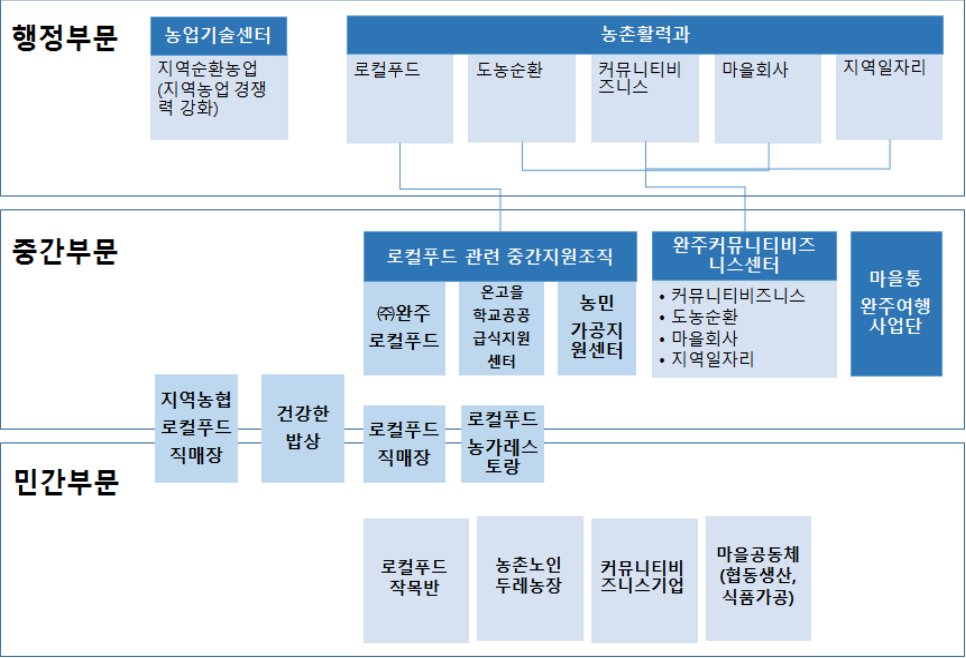 행정부문
농업기술센터
지역순환농업
(지역농업 경쟁
력 강화)
농촌활력과
로컬푸드
도농순환
커뮤니티비
즈니스
마을회사
지역일자리
중간부문
로컬푸드 관련 중간지원조직
㈜완주
로컬푸드
온고을
학교공공
급식지원
센터
농민
가공지
원센터
완주커뮤니티비즈
니스센터
• 커뮤니티비즈니스
• 도농순환
• 마을회사
• 지역일자리
마을통
완주여행
사업단
지역농협
로컬푸드
직매장
건강한
밥상
로컬푸드
직매장
로컬푸드
농가레스
토랑
민간부문
로컬푸드
작목반
농촌노인
두레농장
커뮤니티비
즈니스기업
마을공동체
(협동생산,
식품가공)